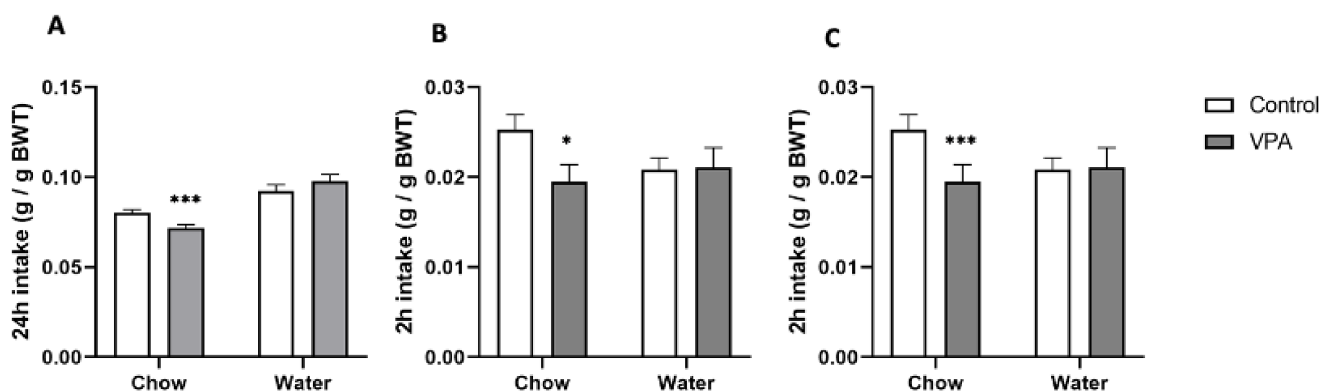 A
24h intake (g / g BWT)
0.15
0.10
0.05
0.00
***
Chow Water
B
2h intake (g / g BWT)
0.03
0.02
0.01
0.00
*
Chow Water
C
2h intake (g / g BWT)
0.03
0.02
0.01
0.00
***
Chow Water
Control
VPA